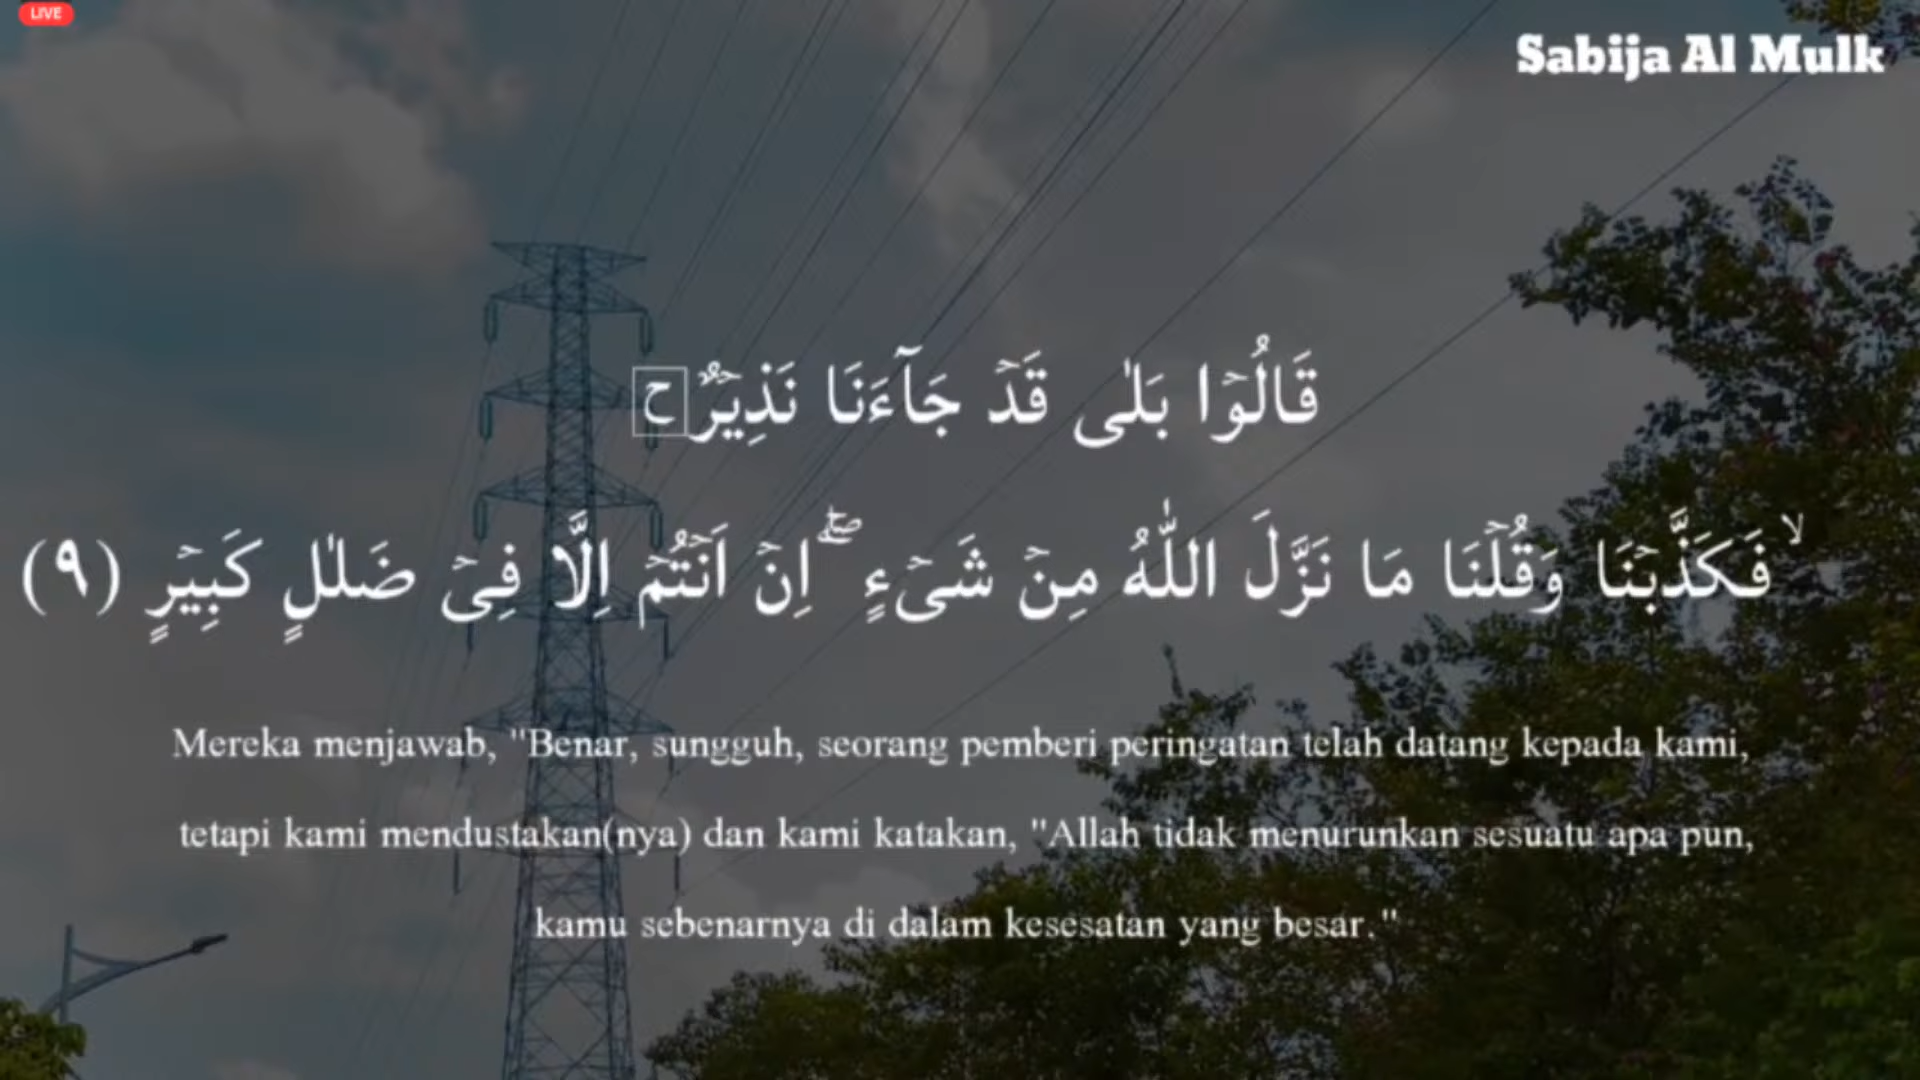 LIVE
Sabija Al Mulk
قَالُوْا بَلٰى قَدْ جَآءَنَا نَذِيْرٌ ۙ ح
ۙ فَكَذَّبْنَا وَقُلْنَا مَا نَزَّلَ اللّٰهُ مِنْ شَيْءٍ ۖ اِنْ اَنْتُمْ اِلَّا فِيْ ضَلٰلٍ كَبِيْرٍ (٩)
Mereka menjawab, "Benar, sungguh, seorang pemberi peringatan telah datang kepada kami,
tetapi kami mendustakan(nya) dan kami katakan, "Allah tidak menurunkan sesuatu apa pun,
kamu sebenarnya di dalam kesesatan yang besar."